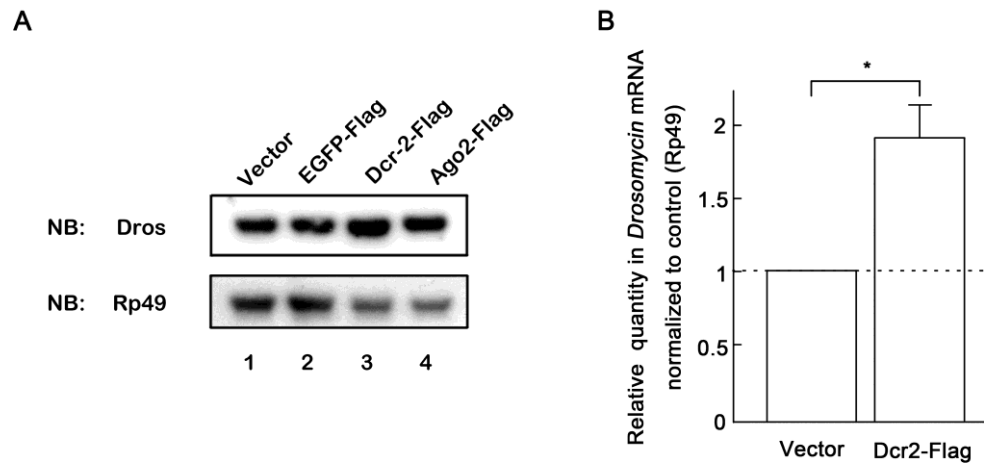 A
Vector
EGFP-Flag
Dcr-2-Flag
Ago2-Flag
NB: Dros
NB: Rp49
1 2 3 4
B
Relative quantity in Drosomycin mRNA
normalized to control (Rp49)
*
2
1.5
1
0.5
0
Vector Dcr2-Flag